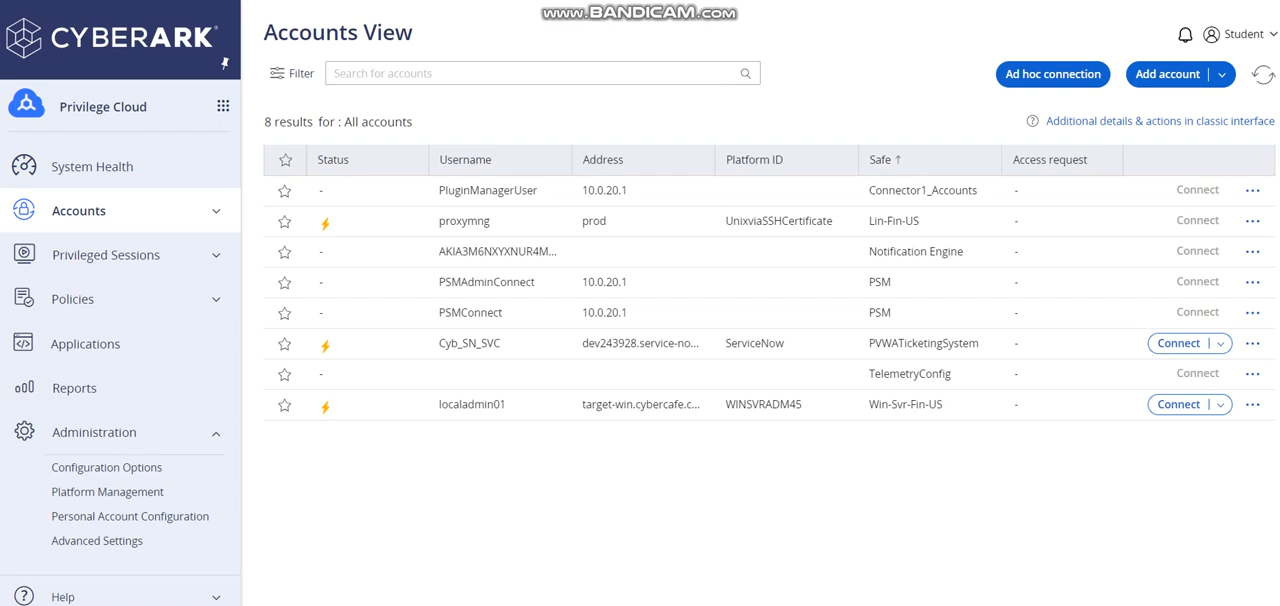 www.BANDICAM.com
CYBERARK®
Accounts View
Student
Filter
Search for accounts
Ad hoc connection
Add account
Privilege Cloud
8 results for : All accounts
Additional details & actions in classic interface
Status Username Address Platform ID Safe ↑ Access request
PluginManagerUser 10.0.20.1 Connector1_Accounts - Connect ...
proxymng prod UnixviaSSHCertificate Lin-Fin-US - Connect ...
- AKIA3M6NXYXNUR4M... Notification Engine - Connect ...
- PSMAdminConnect 10.0.20.1 PSM - Connect ...
- PSMConnect 10.0.20.1 PSM - Connect ...
Cyb_SN_SVC dev243928.service-no... ServiceNow PVWATicketingSystem - Connect ...
- TelemetryConfig - Connect ...
localadmin01 target-win.cybercafe.c... WINSVRADM45 Win-Svr-Fin-US - Connect ...
System Health
Accounts
Privileged Sessions
Policies
Applications
Reports
Administration
Configuration Options
Platform Management
Personal Account Configuration
Advanced Settings
Help